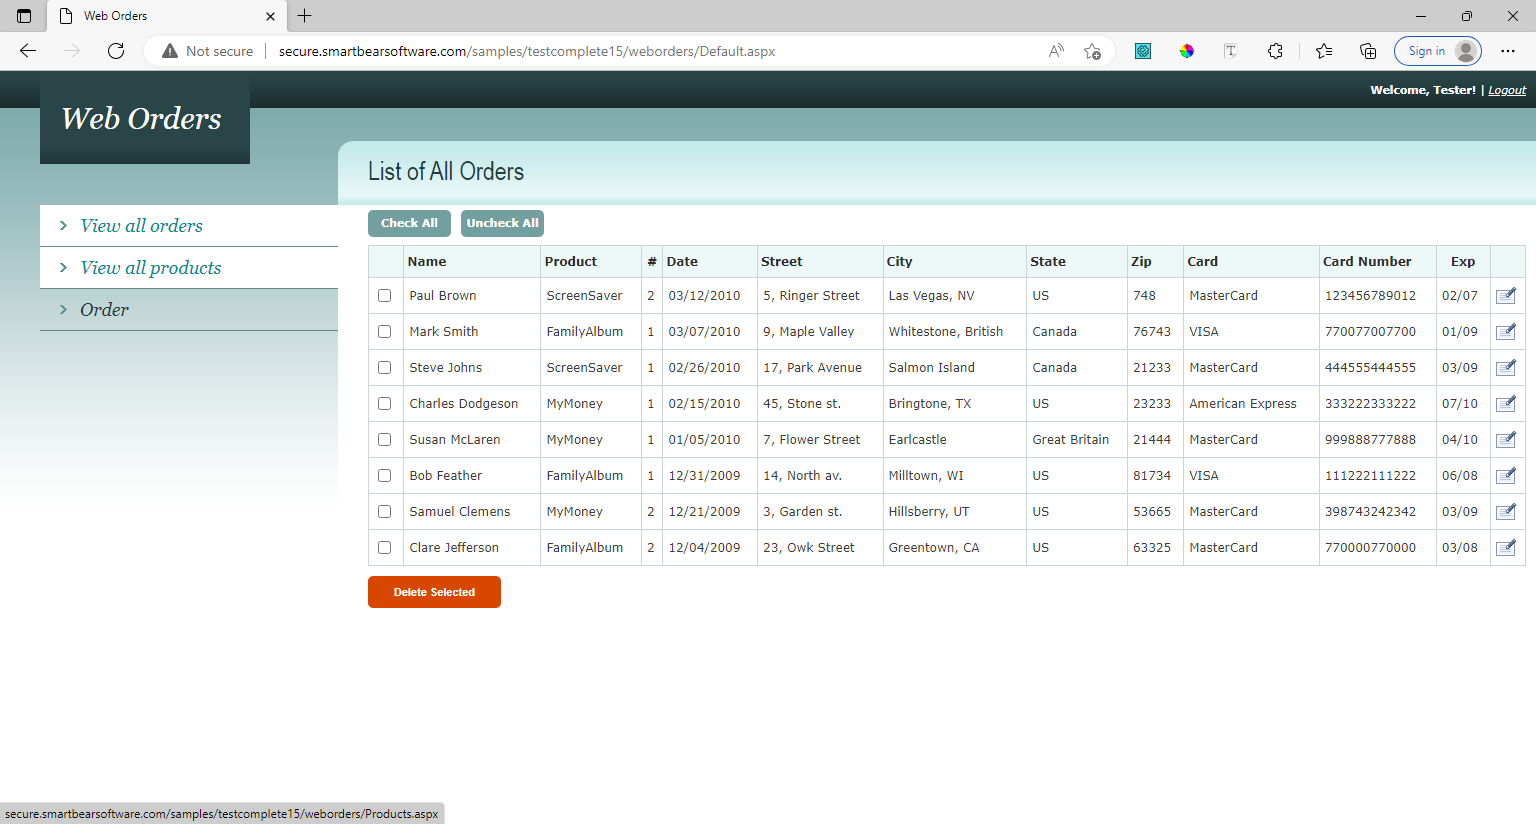 Web Orders
Not secure secure.smartbearsoftware.com/samples/testcomplete15/weborders/Default.aspx Sign in
Welcome, Tester! | Logout
Web Orders
List of All Orders
View all orders
View all products
Order
Check All Uncheck All
Name Product # Date Street City State Zip Card Card Number Exp
Paul Brown ScreenSaver 2 03/12/2010 5, Ringer Street Las Vegas, NV US 748 MasterCard 123456789012 02/07
Mark Smith FamilyAlbum 1 03/07/2010 9, Maple Valley Whitestone, British Canada 76743 VISA 770077007700 01/09
Steve Johns ScreenSaver 1 02/26/2010 17, Park Avenue Salmon Island Canada 21233 MasterCard 444555444555 03/09
Charles Dodgeson MyMoney 1 02/15/2010 45, Stone st. Bringtone, TX US 23233 American Express 333222333222 07/10
Susan McLaren MyMoney 1 01/05/2010 7, Flower Street Earlcastle Great Britain 21444 MasterCard 999888777888 04/10
Bob Feather FamilyAlbum 1 12/31/2009 14, North av. Milltown, WI US 81734 VISA 111222111222 06/08
Samuel Clemens MyMoney 2 12/21/2009 3, Garden st. Hillsberry, UT US 53665 MasterCard 398743242342 03/09
Clare Jefferson FamilyAlbum 2 12/04/2009 23, Owk Street Greentown, CA US 63325 MasterCard 770000770000 03/08
Delete Selected
secure.smartbearsoftware.com/samples/testcomplete15/weborders/Products.aspx